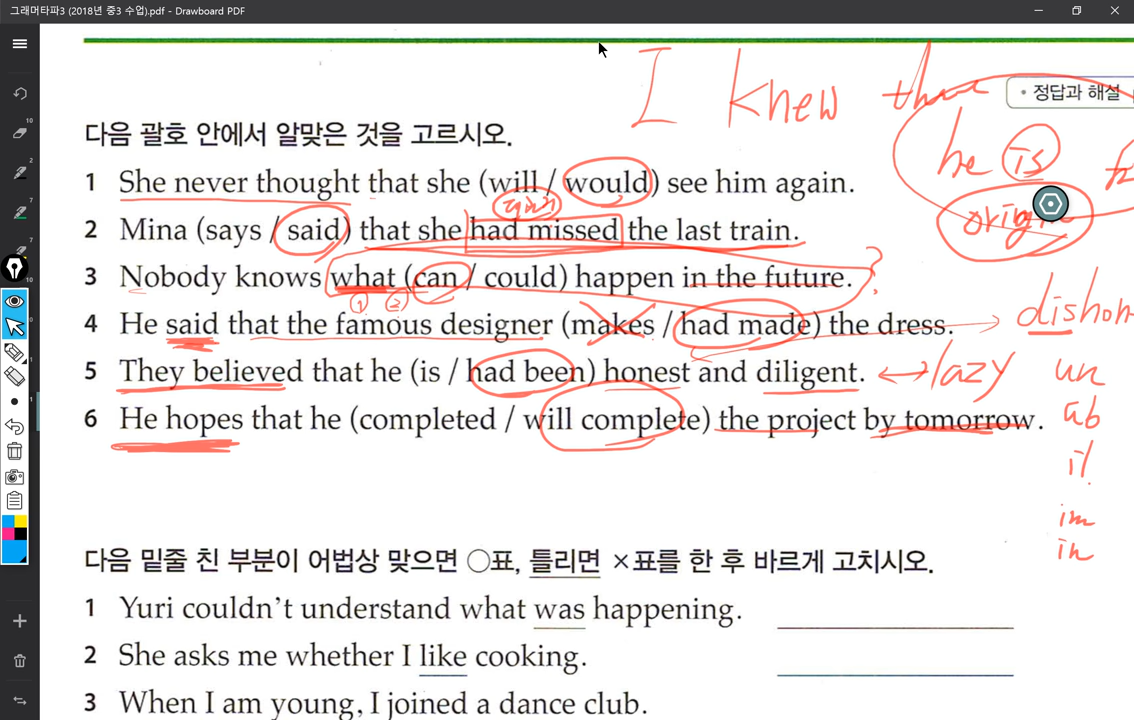 그래머타파3 (2018년 중3 수업).pdf - Drawboard PDF
I knew that
정답과 해설
he is
다음 괄호 안에서 알맞은 것을 고르시오.
1 She never thought that she (will / would) see him again.
2 Mina (says / said) that she had missed the last train.
3 Nobody knows what (can / could) happen in the future. ?
① ②
4 He said that the famous designer (makes / had made) the dress.
dishon
5 They believed that he (is / had been) honest and diligent. ↔ lazy
un
6 He hopes that he (completed / will complete) the project by tomorrow.
ab
il
im
in
다음 밑줄 친 부분이 어법상 맞으면 ○표, 틀리면 ×표를 한 후 바르게 고치시오.
1 Yuri couldn't understand what was happening.
2 She asks me whether I like cooking.
3 When I am young, I joined a dance club.